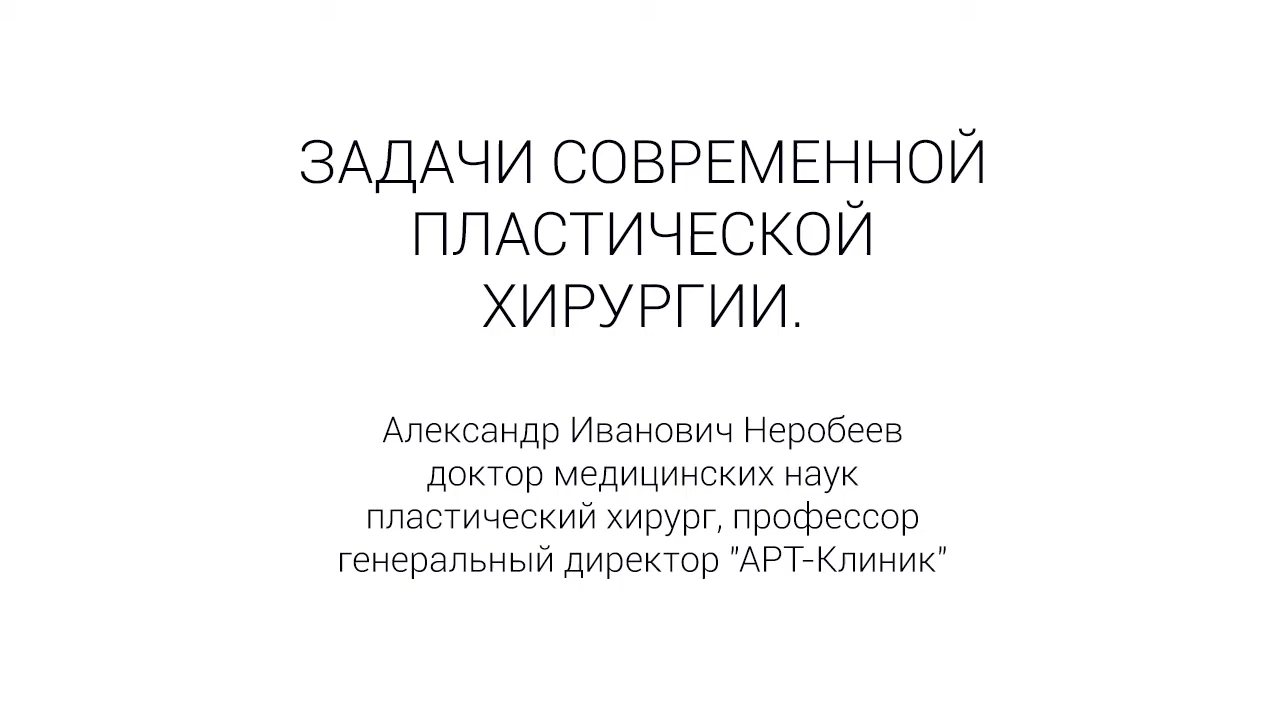 ЗАДАЧИ СОВРЕМЕННОЙ
ПЛАСТИЧЕСКОЙ
ХИРУРГИИ.
Александр Иванович Неробеев
доктор медицинских наук
пластический хирург, профессор
генеральный директор "АРТ-Клиник"